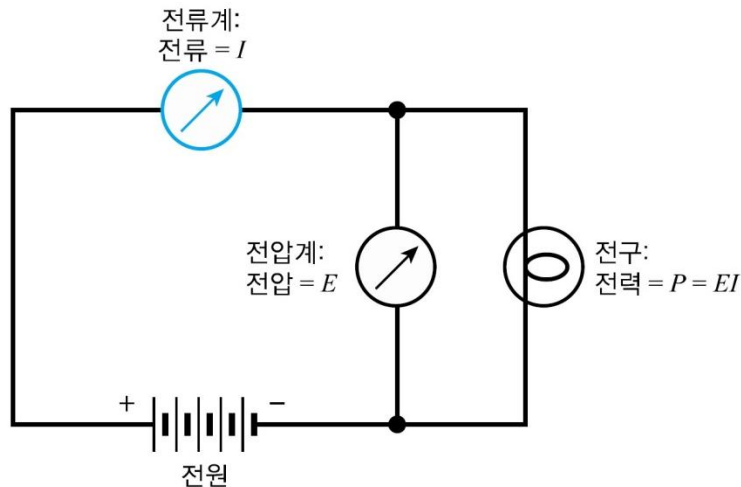 전류계:
전류 = I
전압계:
전압 = E
전구:
전력 = P = EI
+
−
전원